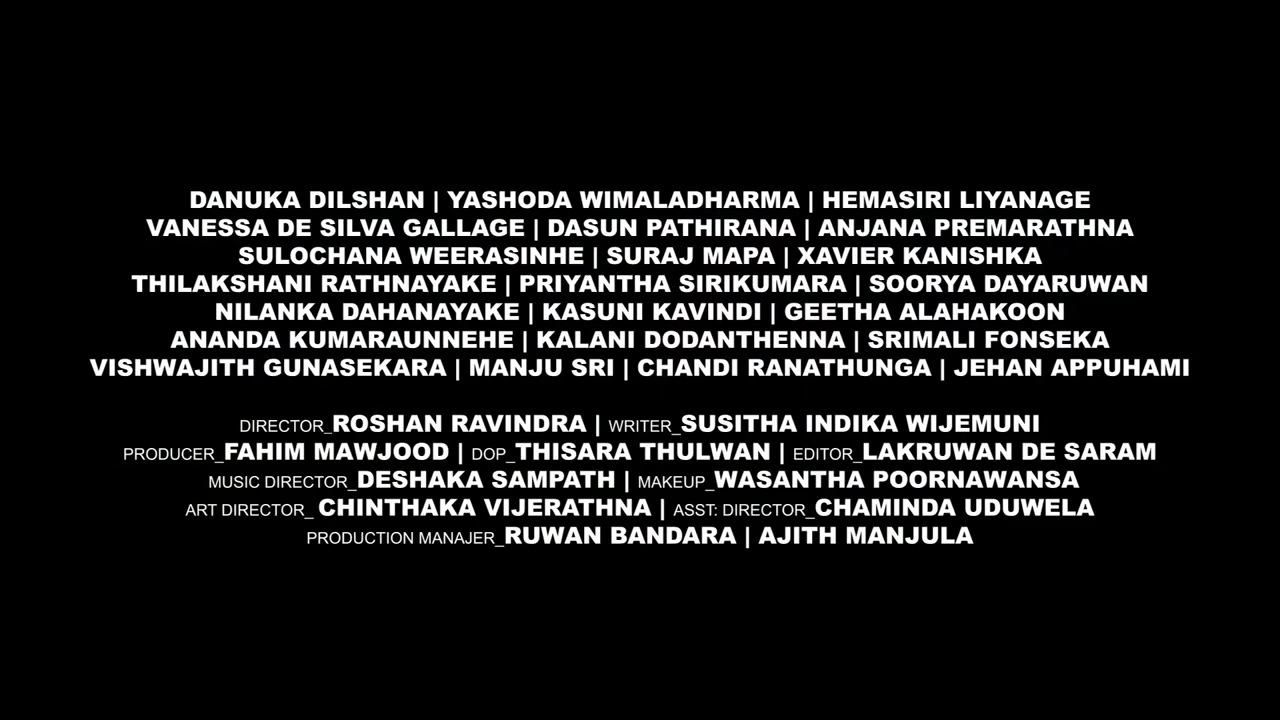 DANUKA DILSHAN | YASHODA WIMALADHARMA | HEMASIRI LIYANAGE
VANESSA DE SILVA GALLAGE | DASUN PATHIRANA | ANJANA PREMARATHNA
SULOCHANA WEERASINHE | SURAJ MAPA | XAVIER KANISHKA
THILAKSHANI RATHNAYAKE | PRIYANTHA SIRIKUMARA | SOORYA DAYARUWAN
NILANKA DAHANAYAKE | KASUNI KAVINDI | GEETHA ALAHAKOON
ANANDA KUMARAUNNEHE | KALANI DODANTHENNA | SRIMALI FONSEKA
VISHWAJITH GUNASEKARA | MANJU SRI | CHANDI RANATHUNGA | JEHAN APPUHAMI
DIRECTOR_ROSHAN RAVINDRA | WRITER_SUSITHA INDIKA WIJEMUNI
PRODUCER_FAHIM MAWJOOD | DOP_THISARA THULWAN | EDITOR_LAKRUWAN DE SARAM
MUSIC DIRECTOR_DESHAKA SAMPATH | MAKEUP_WASANTHA POORNAWANSA
ART DIRECTOR_ CHINTHAKA VIJERATHNA | ASST: DIRECTOR_CHAMINDA UDUWELA
PRODUCTION MANAJER_RUWAN BANDARA | AJITH MANJULA